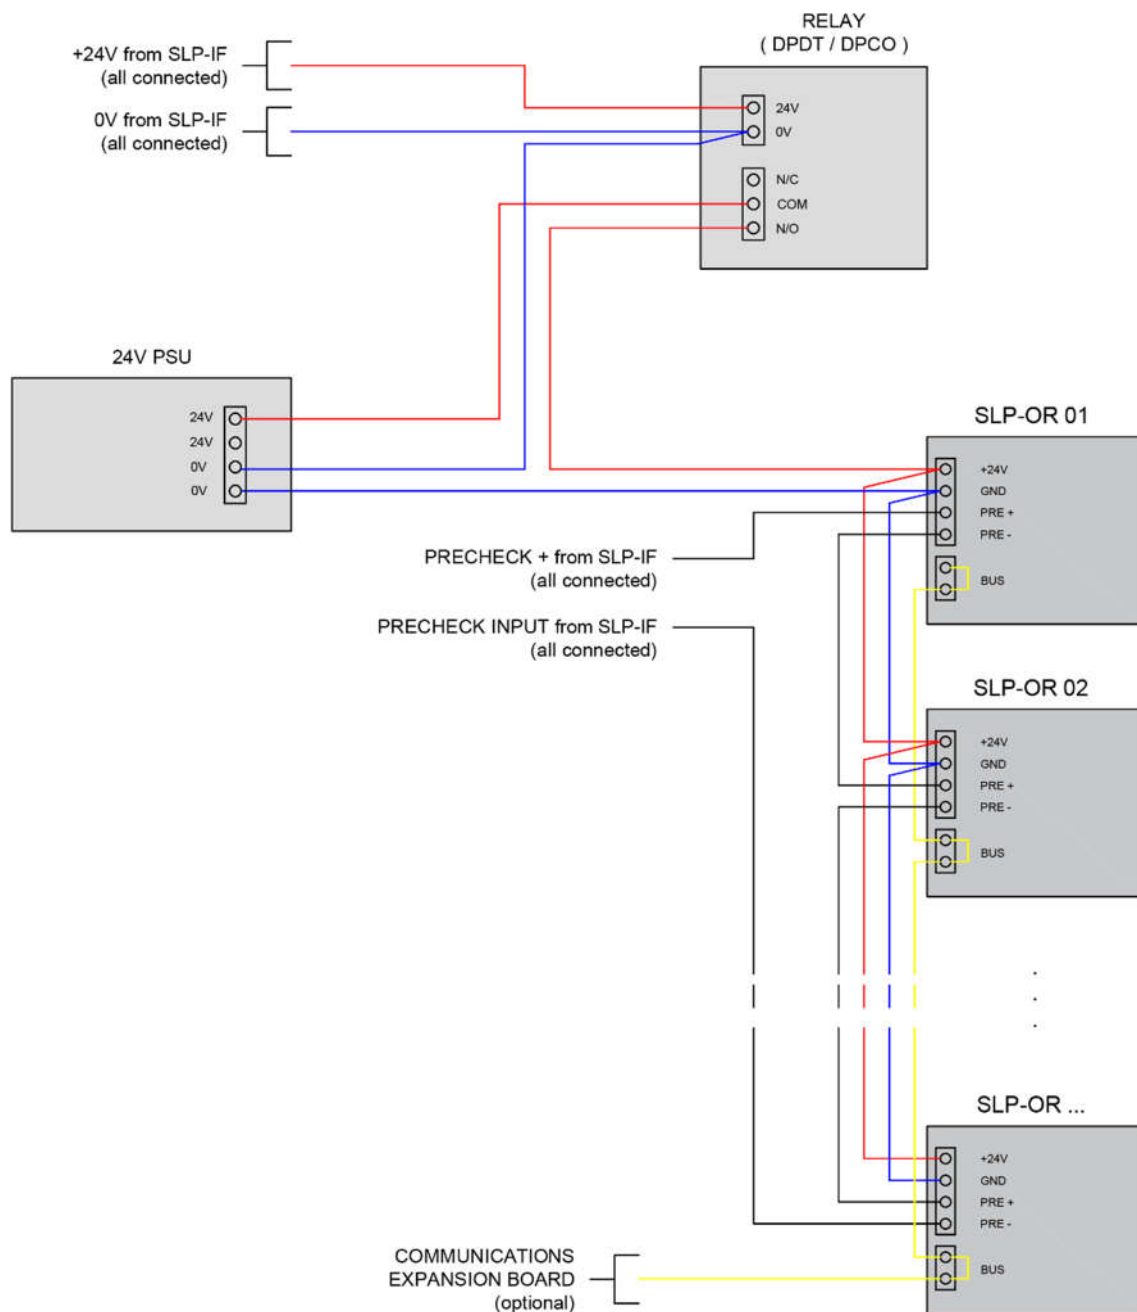 RELAY
( DPDT / DPCO )
+24V from SLP-IF
(all connected)
0V from SLP-IF
(all connected)
24V
0V
N/C
COM
N/O
24V PSU
24V
24V
0V
0V
SLP-OR 01
+24V
GND
PRE +
PRE -
BUS
PRECHECK + from SLP-IF
(all connected)
PRECHECK INPUT from SLP-IF
(all connected)
SLP-OR 02
+24V
GND
PRE +
PRE -
BUS
.
.
.
SLP-OR ...
+24V
GND
PRE +
PRE -
BUS
COMMUNICATIONS
EXPANSION BOARD
(optional)